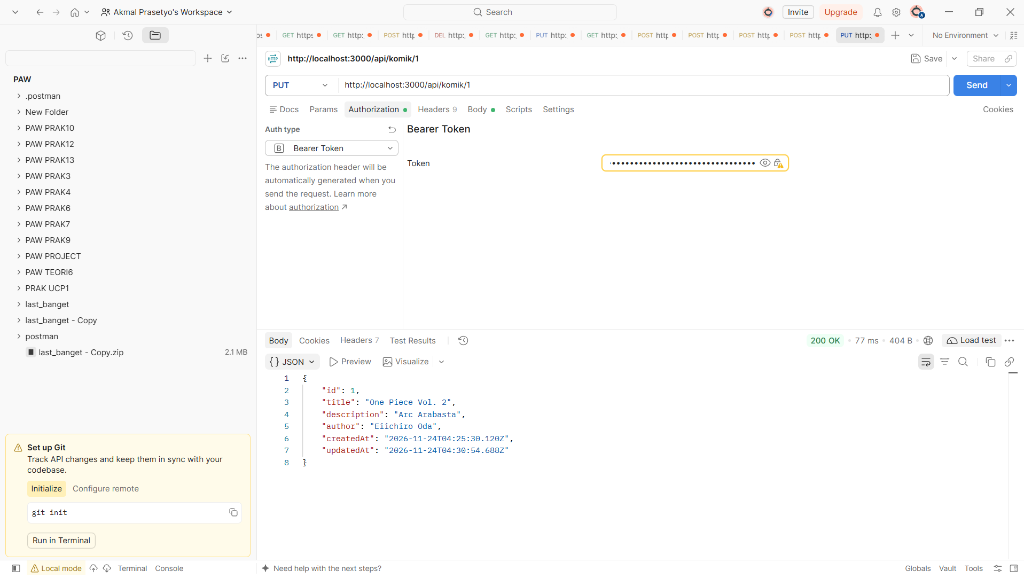 Akmal Prasetyo's Workspace
Search
Invite
Upgrade
GET https
GET http:
POST http
DEL http:
GET http:
PUT http:
GET http:
POST http
POST http
POST http
POST http
PUT http:
No Environment
http://localhost:3000/api/komik/1
Save
Share
PUT
http://localhost:3000/api/komik/1
Send
Docs
Params
Authorization
Headers 9
Body
Scripts
Settings
Cookies
Auth type
Bearer Token
The authorization header will be
automatically generated when you
send the request. Learn more
about authorization
Bearer Token
Token
PAW
.postman
New Folder
PAW PRAK10
PAW PRAK12
PAW PRAK13
PAW PRAK3
PAW PRAK4
PAW PRAK6
PAW PRAK7
PAW PRAK9
PAW PROJECT
PAW TEORI6
PRAK UCP1
last_banget
last_banget - Copy
postman
last_banget - Copy.zip
2.1 MB
Set up Git
Track API changes and keep them in sync with your
codebase.
Initialize
Configure remote
git init
Run in Terminal
Body
Cookies
Headers 7
Test Results
200 OK
77 ms
404 B
Load test
{} JSON
Preview
Visualize
1 {
2 "id": 1,
3 "title": "One Piece Vol. 2",
4 "description": "Arc Arabasta",
5 "author": "Eiichiro Oda",
6 "createdAt": "2026-11-24T04:25:30.120Z",
7 "updatedAt": "2026-11-24T04:30:54.688Z"
8 }
Local mode
Terminal
Console
Need help with the next steps?
Globals
Vault
Tools